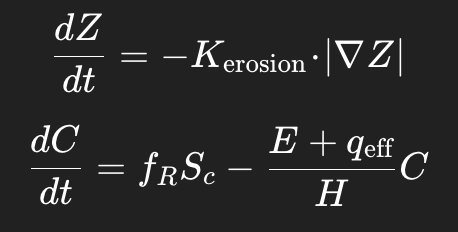 dZ/dt = −K_erosion · |∇Z|
dC/dt = f_R S_c − (E + q_eff)/H C